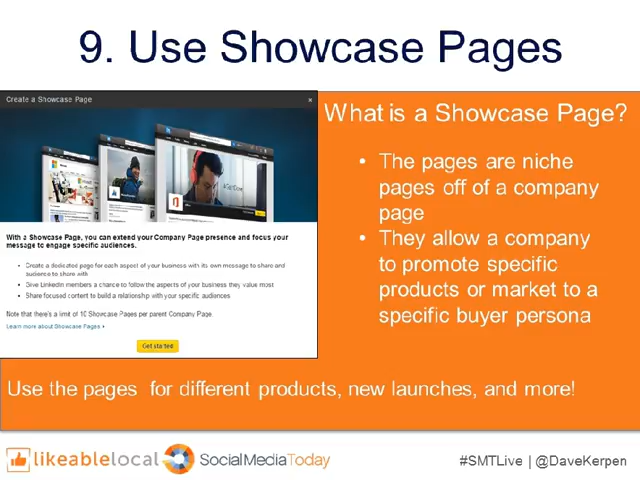 9. Use Showcase Pages
Create a Showcase Page
×
With a Showcase Page, you can extend your Company Page presence and focus your
message to engage specific audiences.
• Create a dedicated page for each aspect of your business with its own message to share and
audience to share with
• Give LinkedIn members a chance to follow the aspects of your business they value most
• Share focused content to build a relationship with your specific audiences
Note that there's a limit of 10 Showcase Pages per parent Company Page.
Learn more about Showcase Pages ▸
Get started
What is a Showcase Page?
• The pages are niche
pages off of a company
page
• They allow a company
to promote specific
products or market to a
specific buyer persona
Use the pages for different products, new launches, and more!
likeablelocal
SocialMediaToday
#SMTLive | @DaveKerpen